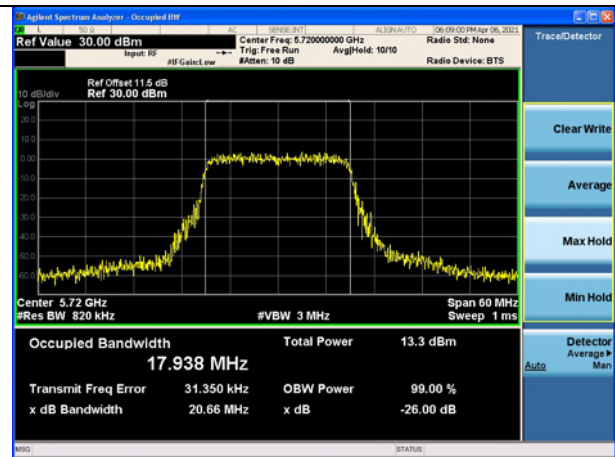 Agilent Spectrum Analyzer - Occupied BW
L 50 Ω AC SENSE:INT ALIGN AUTO 06:09:00 PM Apr 06, 2021
Ref Value 30.00 dBm Center Freq: 5.720000000 GHz Radio Std: None Trace/Detector
Input: RF Trig: Free Run Avg|Hold: 10/10
#IFGain:Low #Atten: 10 dB Radio Device: BTS
Ref Offset 11.5 dB
10 dB/div Ref 30.00 dBm
Log
20.0
10.0
0.00
-10.0
-20.0
-30.0
-40.0
-50.0
-60.0
Clear Write
Average
Max Hold
Min Hold
Center 5.72 GHz Span 60 MHz
#Res BW 820 kHz #VBW 3 MHz Sweep 1 ms
Occupied Bandwidth Total Power 13.3 dBm
17.938 MHz
Transmit Freq Error 31.350 kHz OBW Power 99.00 %
x dB Bandwidth 20.66 MHz x dB -26.00 dB
Detector
Average
Auto Man
MSG STATUS